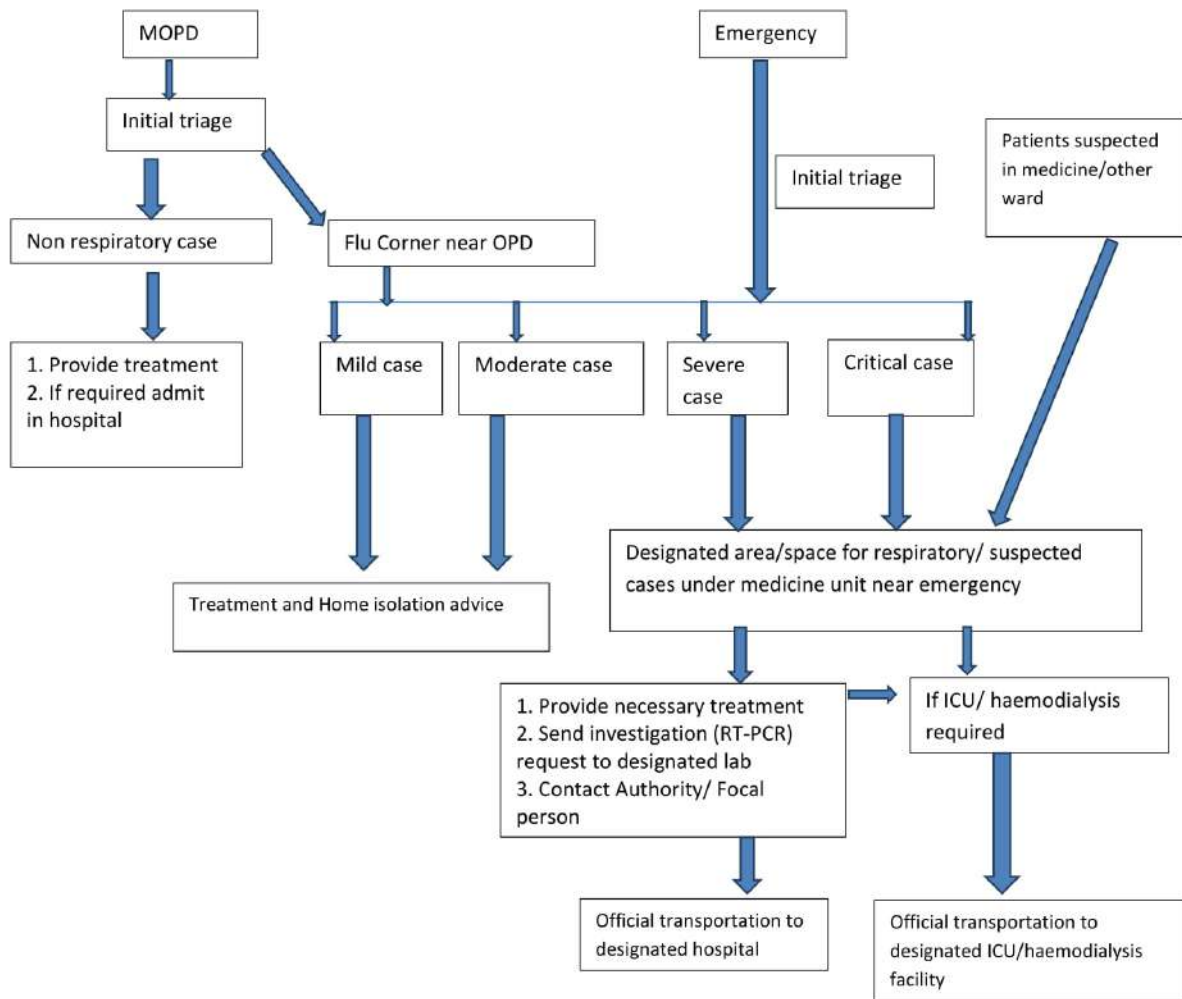 MOPD
Emergency
Initial triage
Patients suspected
in medicine/other
ward
Initial triage
Non respiratory case
Flu Corner near OPD
1. Provide treatment
2. If required admit
in hospital
Mild case
Moderate case
Severe
case
Critical case
Designated area/space for respiratory/ suspected
cases under medicine unit near emergency
Treatment and Home isolation advice
1. Provide necessary treatment
2. Send investigation (RT-PCR)
request to designated lab
3. Contact Authority/ Focal
person
If ICU/ haemodialysis
required
Official transportation to
designated hospital
Official transportation to
designated ICU/haemodialysis
facility